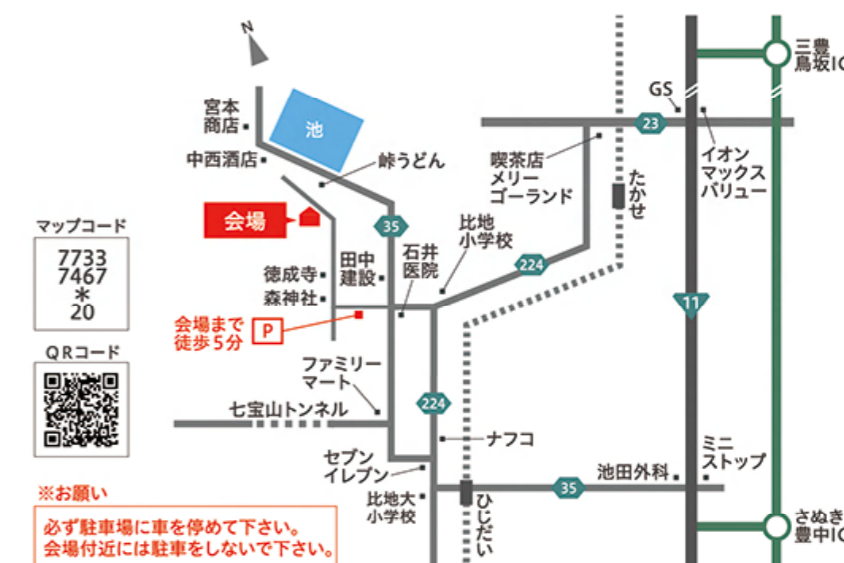 N
宮本
商店
池
中西酒店
峠うどん
会場
35
徳成寺
森神社
田中
建設
石井
医院
比地
小学校
224
喫茶店
メリー
ゴーランド
たかせ
GS
23
イオン
マックス
バリュー
三豊
鳥坂IC
11
マップコード
7733
7467
*
20
QRコード
会場まで
徒歩5分
P
ファミリー
マート
七宝山トンネル
224
ナフコ
セブン
イレブン
比地大
小学校
ひじだい
35
池田外科
ミニ
ストップ
さぬき
豊中IC
※お願い
必ず駐車場に車を停めて下さい。
会場付近には駐車をしないで下さい。